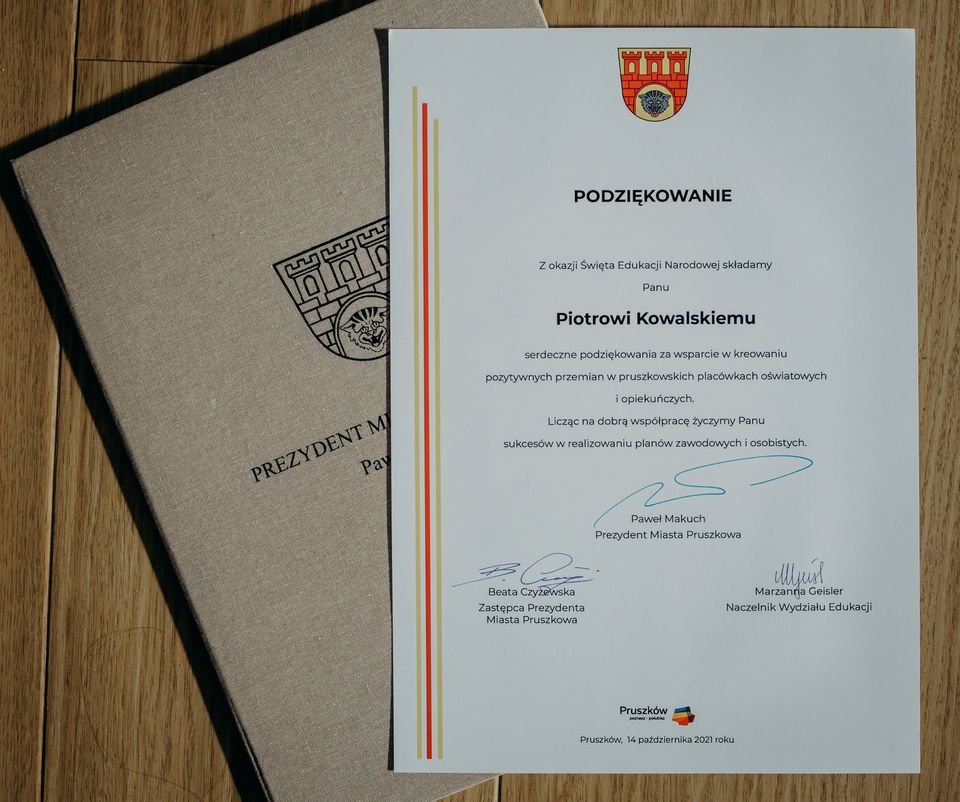 PREZYDENT
PODZIĘKOWANIE
Z okazji Święta Edukacji Narodowej składamy
Panu
Piotrowi Kowalskiemu
serdeczne podziękowania za wsparcie w kreowaniu
pozytywnych przemian w pruszkowskich placówkach oświatowych
i opiekuńczych.
Licząc na dobrą współpracę życzymy Panu
sukcesów w realizowaniu planów zawodowych i osobistych.
Paweł Makuch
Prezydent Miasta Pruszkowa
Beata Czyżewska
Zastępca Prezydenta
Miasta Pruszkowa
Marzanna Geisler
Naczelnik Wydziału Edukacji
Pruszków
poznasz - polubisz
Pruszków, 14 października 2021 roku